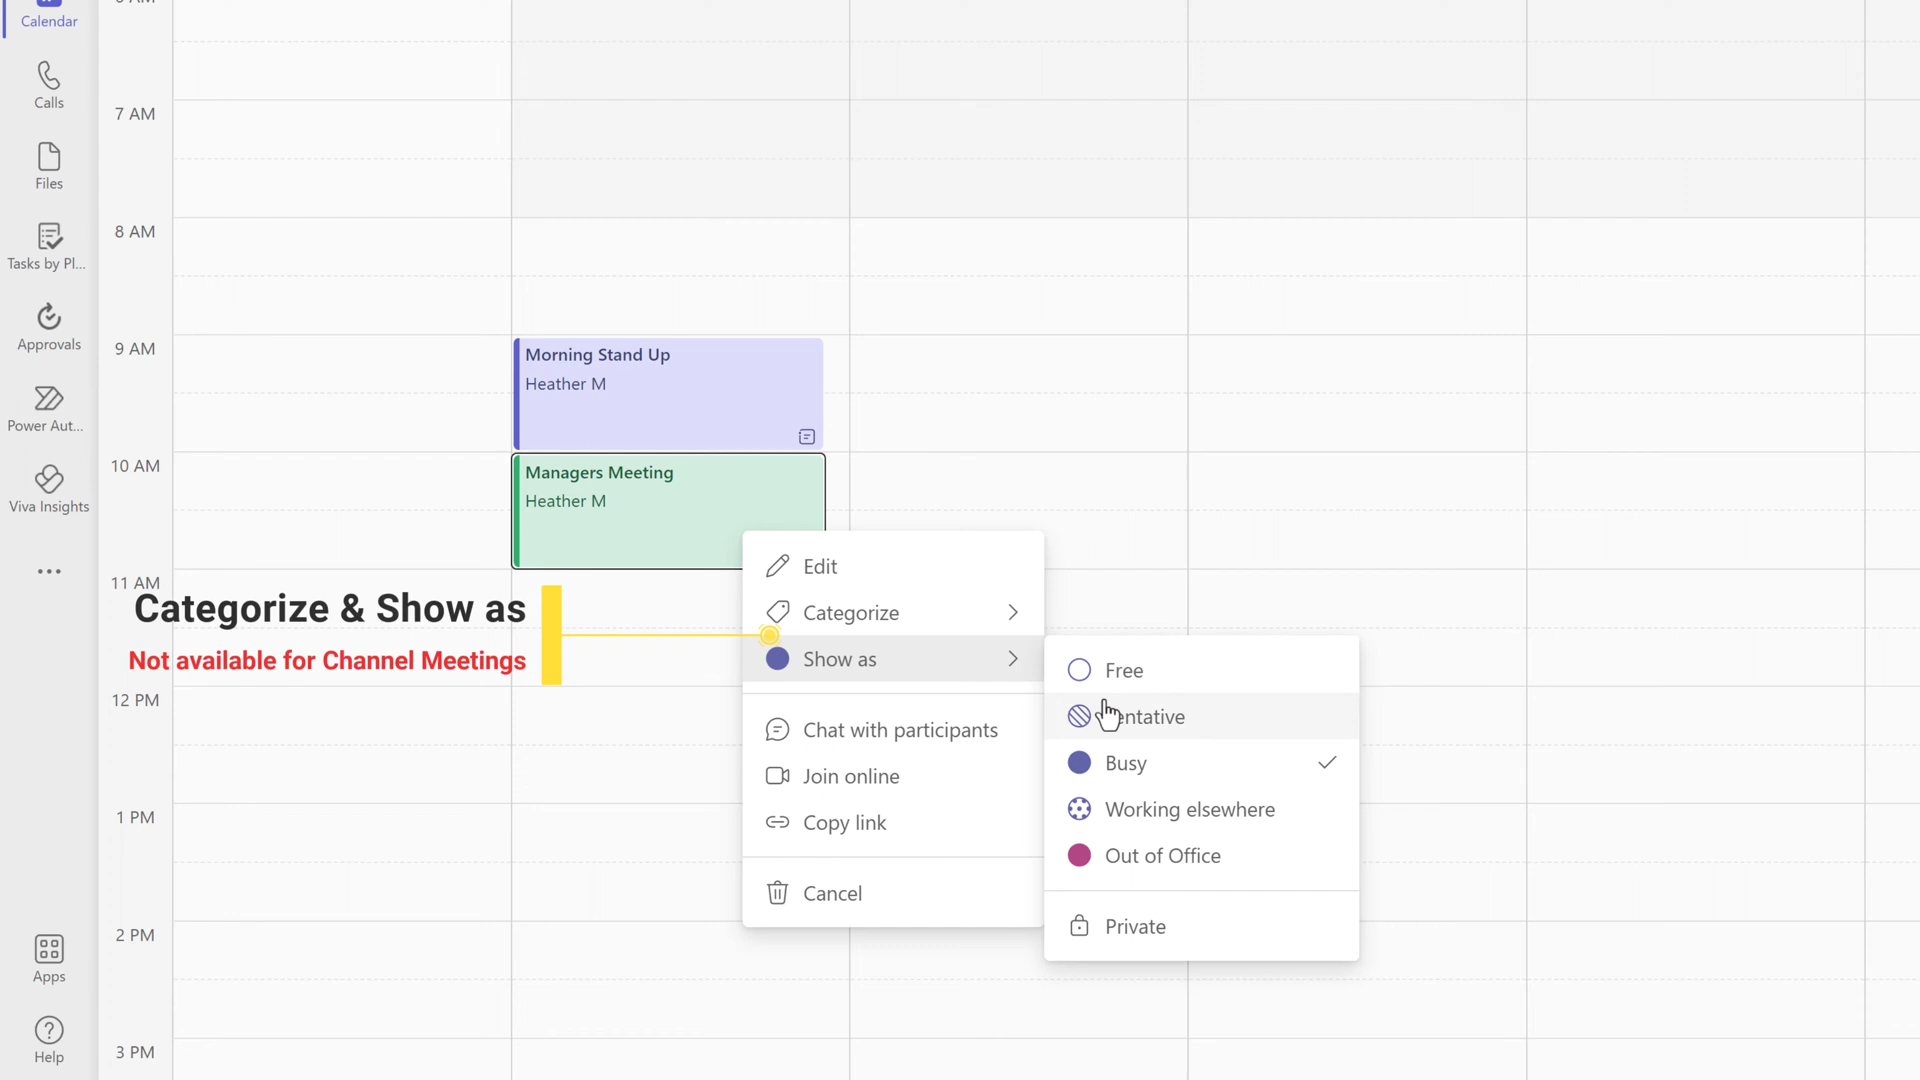 Calendar
Calls
Files
Tasks by Pl...
Approvals
Power Aut...
Viva Insights
Apps
Help
7 AM
8 AM
9 AM
10 AM
11 AM
12 PM
1 PM
2 PM
3 PM
Morning Stand Up
Heather M
Managers Meeting
Heather M
Categorize & Show as
Not available for Channel Meetings
Edit
Categorize
Show as
Chat with participants
Join online
Copy link
Cancel
Free
entative
Busy
Working elsewhere
Out of Office
Private